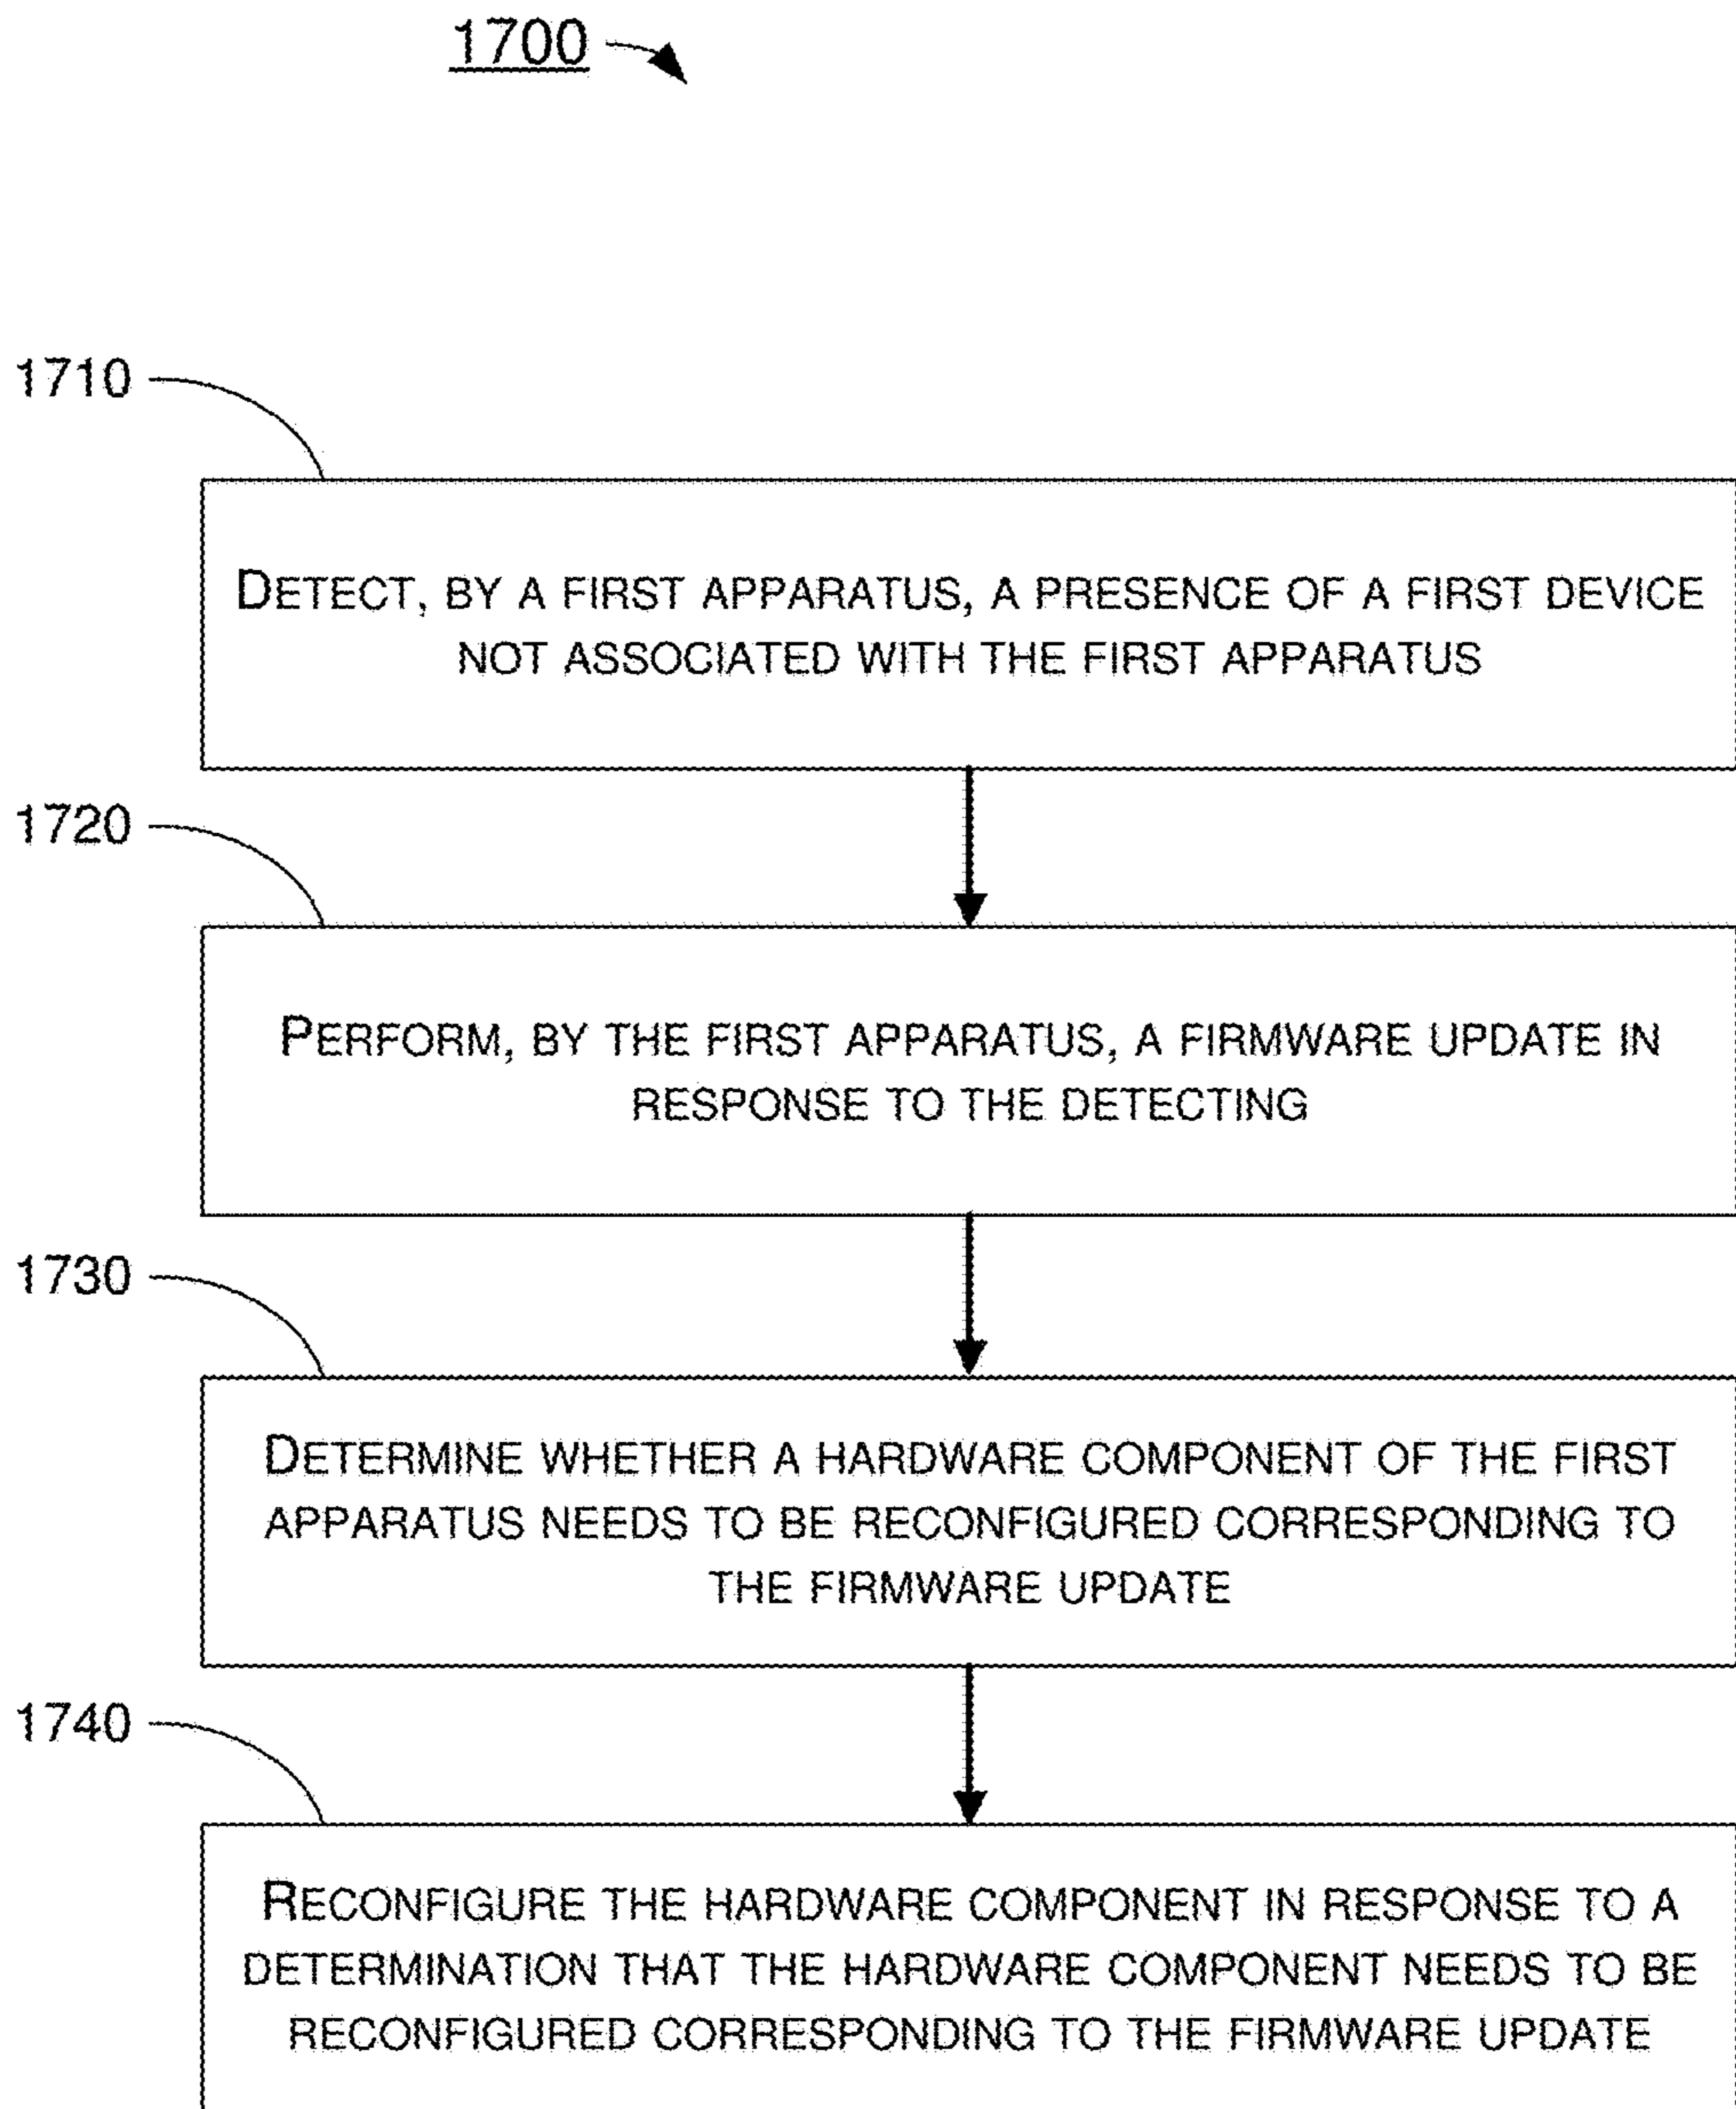 1700
1710
DETECT, BY A FIRST APPARATUS, A PRESENCE OF A FIRST DEVICE
NOT ASSOCIATED WITH THE FIRST APPARATUS
1720
PERFORM, BY THE FIRST APPARATUS, A FIRMWARE UPDATE IN
RESPONSE TO THE DETECTING
1730
DETERMINE WHETHER A HARDWARE COMPONENT OF THE FIRST
APPARATUS NEEDS TO BE RECONFIGURED CORRESPONDING TO
THE FIRMWARE UPDATE
1740
RECONFIGURE THE HARDWARE COMPONENT IN RESPONSE TO A
DETERMINATION THAT THE HARDWARE COMPONENT NEEDS TO BE
RECONFIGURED CORRESPONDING TO THE FIRMWARE UPDATE